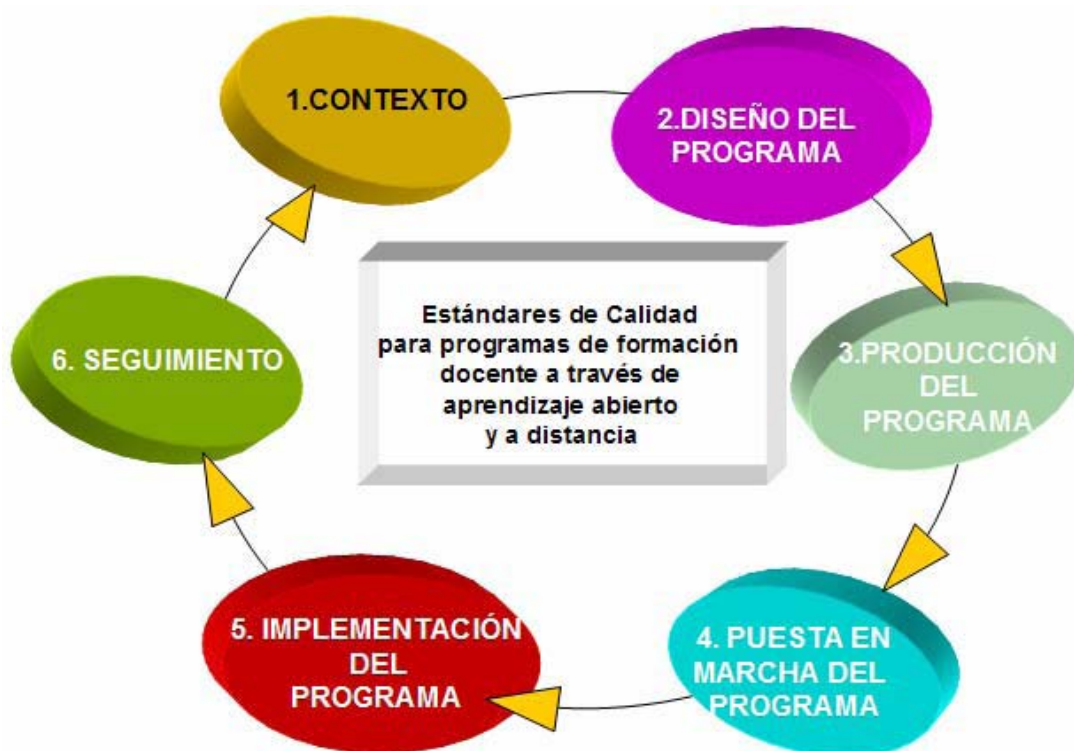 1.CONTEXTO
2.DISEÑO DEL
PROGRAMA
3.PRODUCCIÓN
DEL
PROGRAMA
4. PUESTA EN
MARCHA DEL
PROGRAMA
5. IMPLEMENTACIÓN
DEL
PROGRAMA
6. SEGUIMIENTO
Estándares de Calidad
para programas de formación
docente a través de
aprendizaje abierto
y a distancia